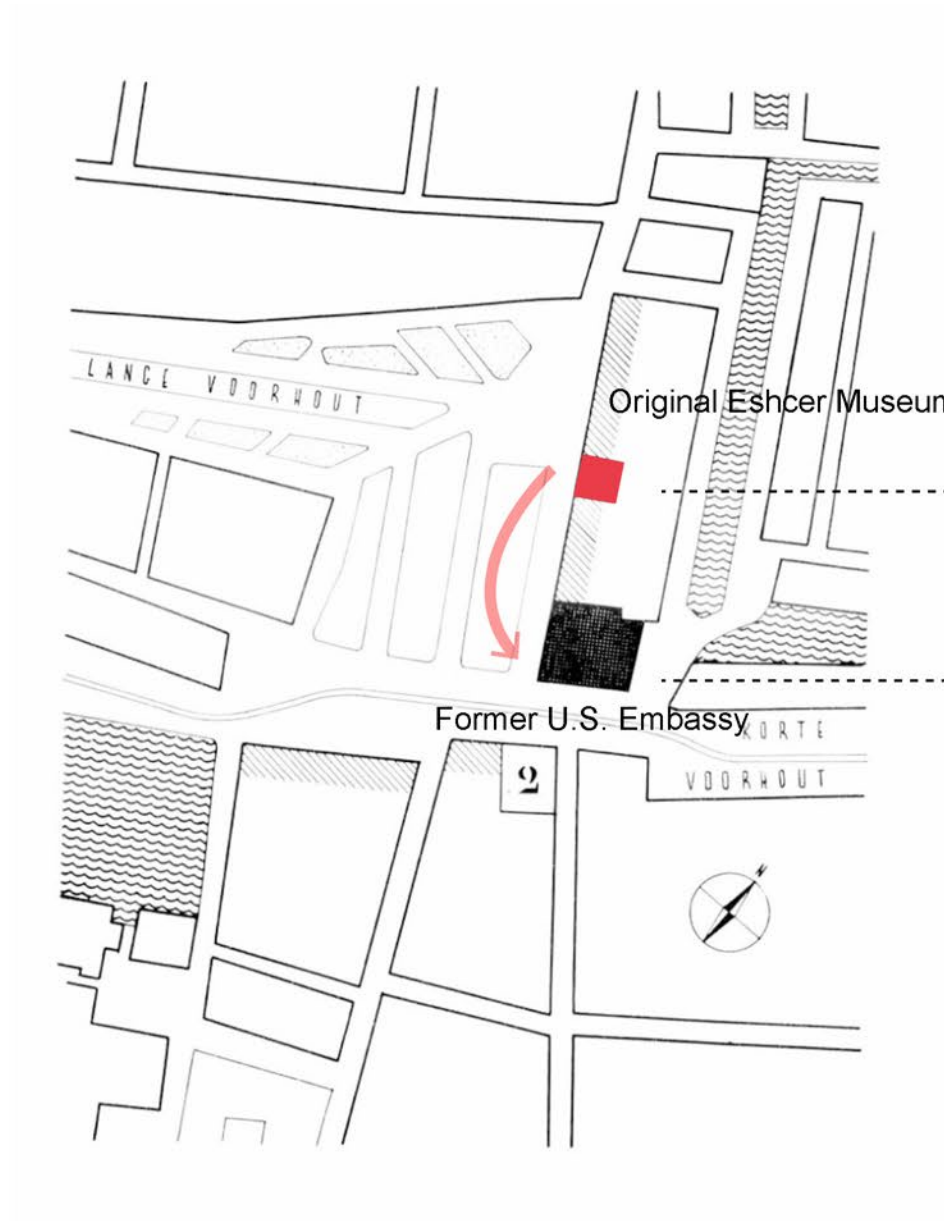 LANGE VOORHOUT
Original Eshcer Museum
Former U.S. Embassy
KORTE
VOORHOUT
2
N